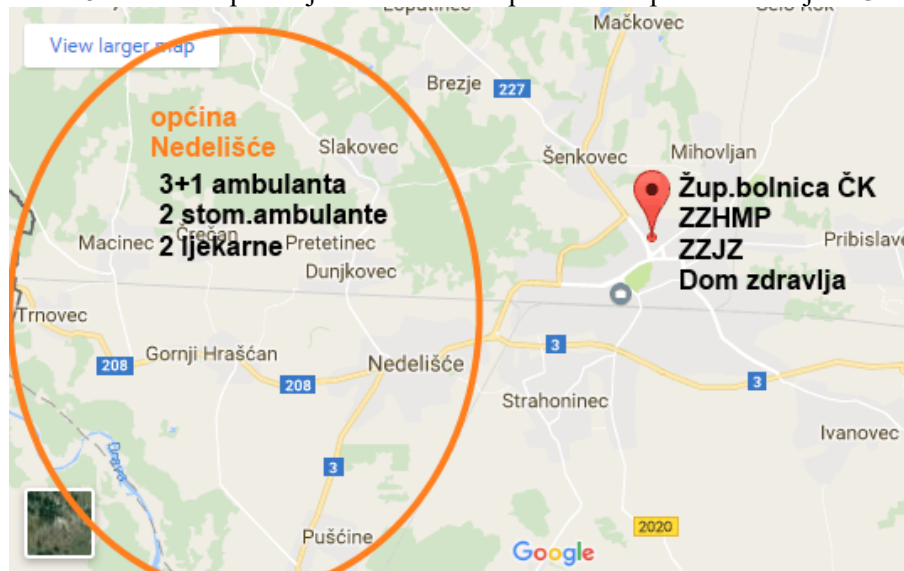 Mačkovec
View larger map
Brezje
227
općina
Nedelišće
Slakovec
Šenkovec
Mihovljan
3+1 ambulanta
2 stom.ambulante
2 ljekarne
Žup.bolnica ČK
ZZHMP
ZZJZ
Dom zdravlja
Macinec
Črečan
Pretetinec
Pribislave
Dunjkovec
Trnovec
Gornji Hrašćan
208
208
Nedelišće
3
3
Strahoninec
Ivanovec
Drava
3
2020
Pušćine
Google